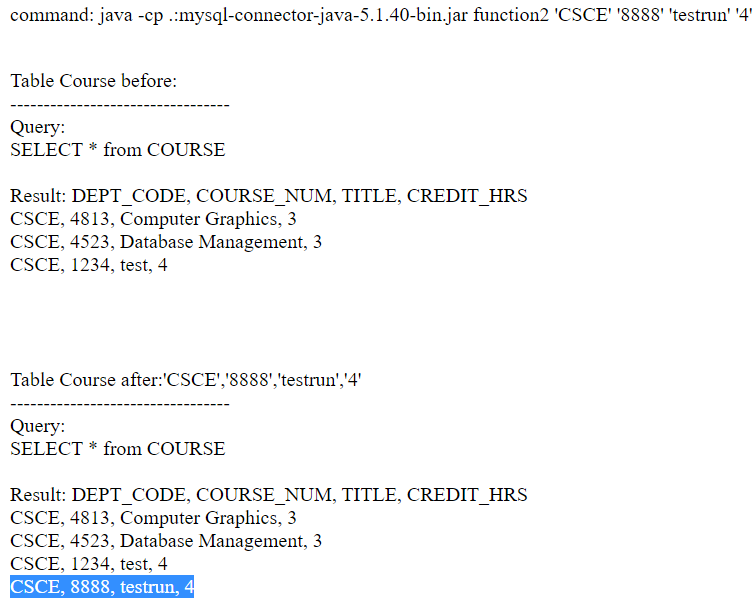 command: java -cp .:mysql-connector-java-5.1.40-bin.jar function2 'CSCE' '8888' 'testrun' '4'
Table Course before:
---------------------------------
Query:
SELECT * from COURSE
Result: DEPT_CODE, COURSE_NUM, TITLE, CREDIT_HRS
CSCE, 4813, Computer Graphics, 3
CSCE, 4523, Database Management, 3
CSCE, 1234, test, 4
Table Course after:'CSCE','8888','testrun','4'
---------------------------------
Query:
SELECT * from COURSE
Result: DEPT_CODE, COURSE_NUM, TITLE, CREDIT_HRS
CSCE, 4813, Computer Graphics, 3
CSCE, 4523, Database Management, 3
CSCE, 1234, test, 4
CSCE, 8888, testrun, 4